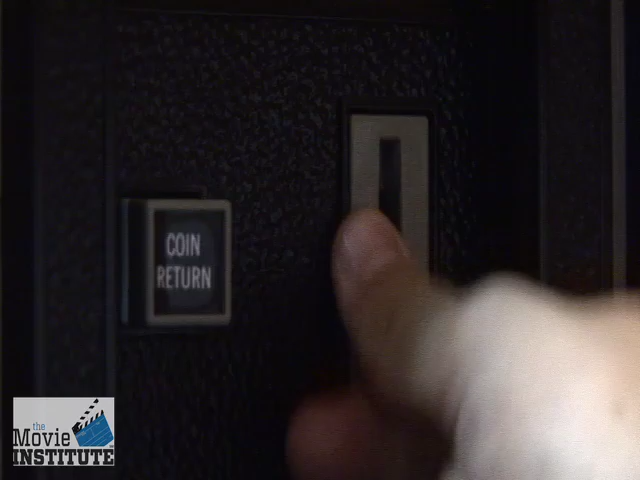 COIN
RETURN
the
Movie
INSTITUTE